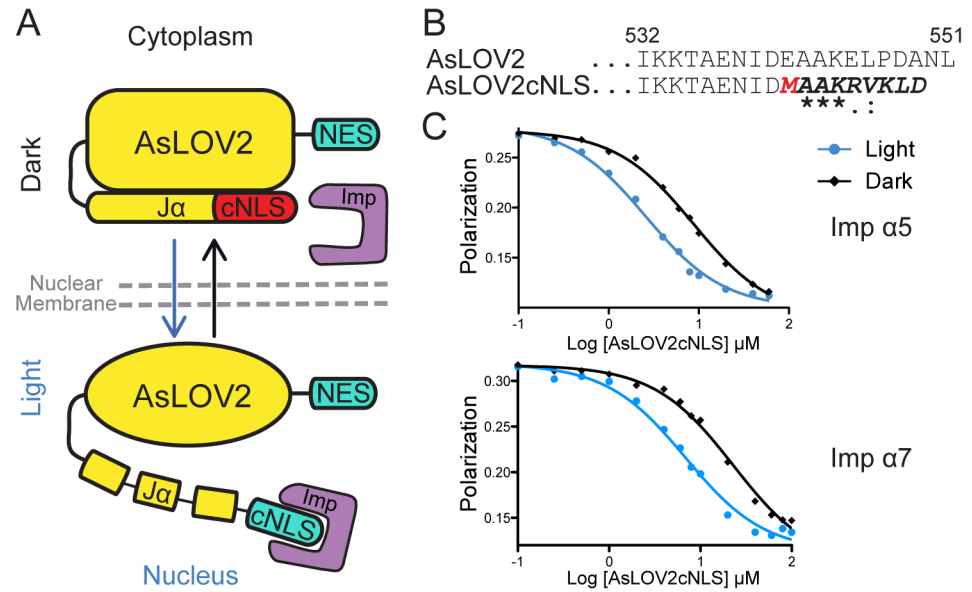 A
Cytoplasm
Dark
AsLOV2
NES
Jα
cNLS
Imp
Nuclear
Membrane
Light
AsLOV2
NES
Jα
cNLS
Imp
Nucleus
B
532 551
AsLOV2 ...IKKTAENIDEAAKELPDANL
AsLOV2cNLS...IKKTAENIDMAAKRVKLD
***.:
C
Polarization
0.25
0.20
0.15
-1 0 1 2
Log [AsLOV2cNLS] μM
Light
Dark
Imp α5
Polarization
0.30
0.25
0.20
0.15
-1 0 1 2
Log [AsLOV2cNLS] μM
Imp α7